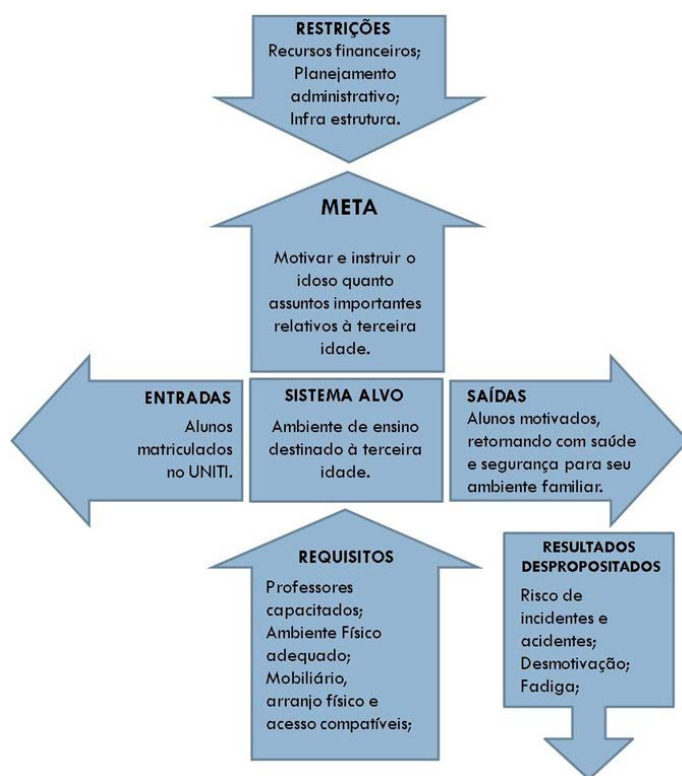 RESTRIÇÕES
Recursos financeiros;
Planejamento
administrativo;
Infra estrutura.
META
Motivar e instruir o
idoso quanto
assuntos importantes
relativos à terceira
idade.
ENTRADAS
Alunos
matriculados
no UNITI.
SISTEMA ALVO
Ambiente de ensino
destinado à terceira
idade.
SAÍDAS
Alunos motivados,
retornando com saúde
e segurança para seu
ambiente familiar.
REQUISITOS
Professores
capacitados;
Ambiente Físico
adequado;
Mobiliário,
arranjo físico e
acesso compatíveis;
RESULTADOS
DESPROPOSITADOS
Risco de
incidentes e
acidentes;
Desmotivação;
Fadiga;